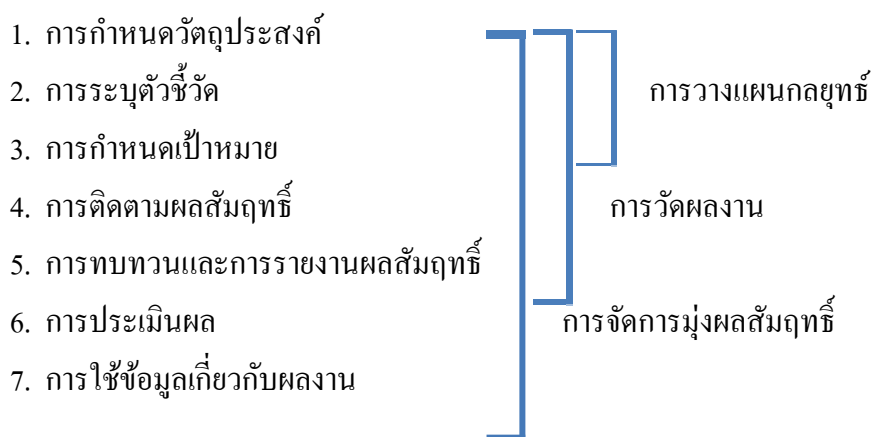 1. การกำหนดวัตถุประสงค์
2. การระบุตัวชี้วัด
การวางแผนกลยุทธ์
3. การกำหนดเป้าหมาย
4. การติดตามผลสัมฤทธิ์
การวัดผลงาน
5. การทบทวนและการรายงานผลสัมฤทธิ์
6. การประเมินผล
การจัดการมุ่งผลสัมฤทธิ์
7. การใช้ข้อมูลเกี่ยวกับผลงาน